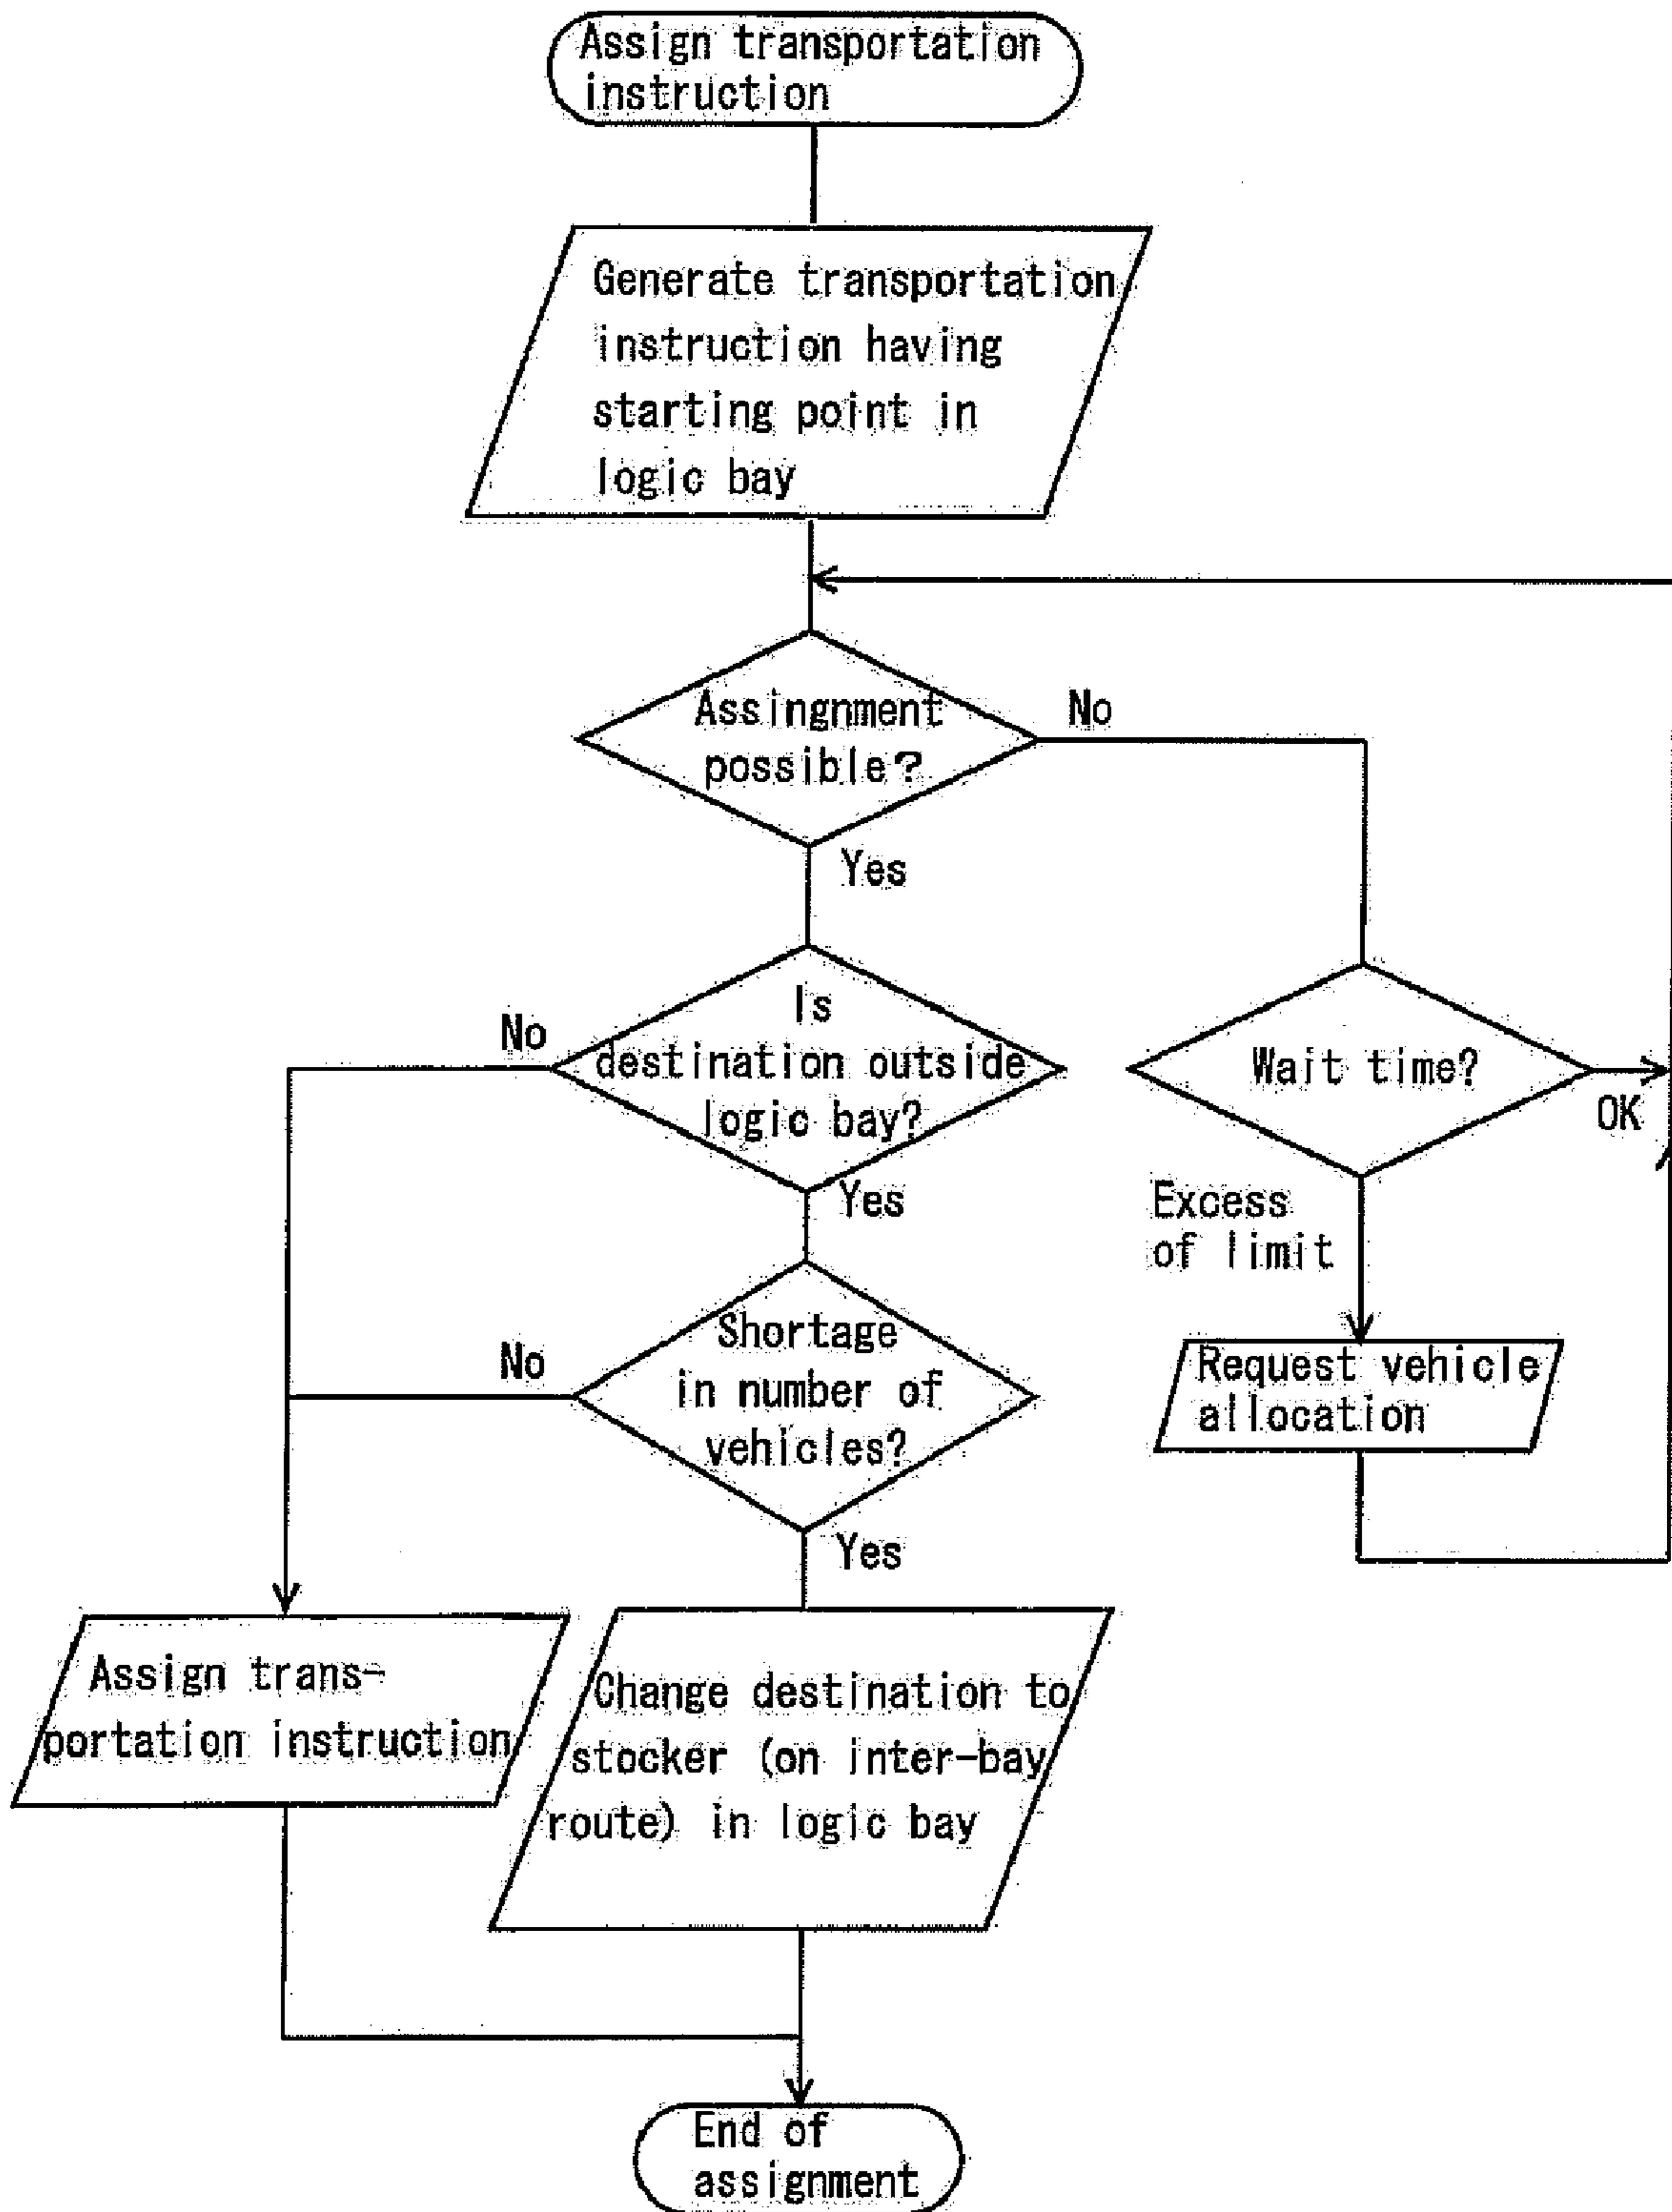 Assign transportation
instruction
Generate transportation
instruction having
starting point in
logic bay
Assingnment
possible?
No
Yes
Is
destination outside
logic bay?
No
Yes
Wait time?
OK
Excess
of limit
Request vehicle
allocation
Shortage
in number of
vehicles?
No
Yes
Assign trans-
portation instruction
Change destination to
stocker (on inter-bay
route) in logic bay
End of
assignment